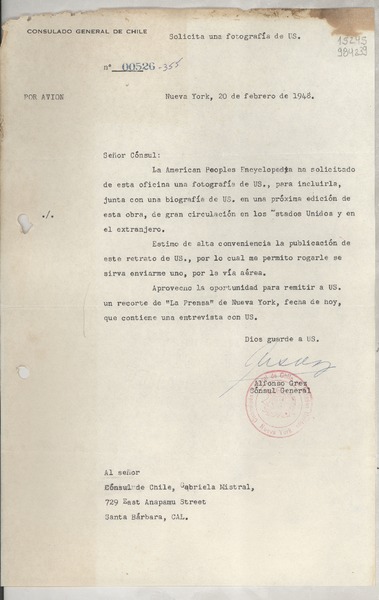 CONSULADO GENERAL DE CHILE
Solicita una fotografía de US.
15245
984239
nº 00526-355
POR AVION
Nueva York, 20 de febrero de 1948.
Señor Cónsul:
La American Peoples Encyclopedia ha solicitado
de esta oficina una fotografía de US., para incluírla,
junta con una biografía de US. en una próxima edición de
./. esta obra, de gran circulación en los Estados Unidos y en
el extranjero.
Estimo de alta conveniencia la publicación de
este retrato de US., por lo cual me permito rogarle se
sirva enviarme uno, por la vía aérea.
Aprovecho la oportunidad para remitir a US.
un recorte de "La Prensa" de Nueva York, fecha de hoy,
que contiene una entrevista con US.
Dios guarde a US.
Alfonso Grez
Cónsul General
Al señor
Cónsul de Chile, Gabriela Mistral,
729 East Anapamu Street
Santa Bárbara, CAL.